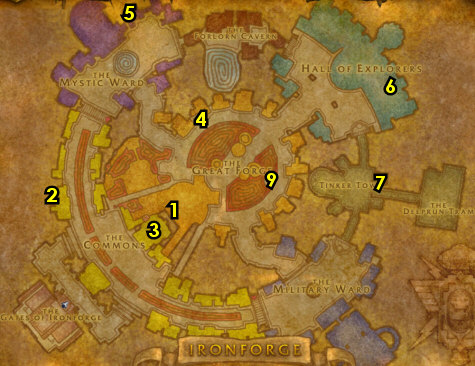 5
THE
FORLORN CAVERN
THE
MYSTIC WARD
HALL OF EXPLORERS
6
4
THE
GREAT FORGE
9
TINKER TOWN
7
2
1
THE
DEEPRUN TRAM
3
THE
COMMONS
THE
MILITARY WARD
THE
GATES OF IRONFORGE
IRONFORGE